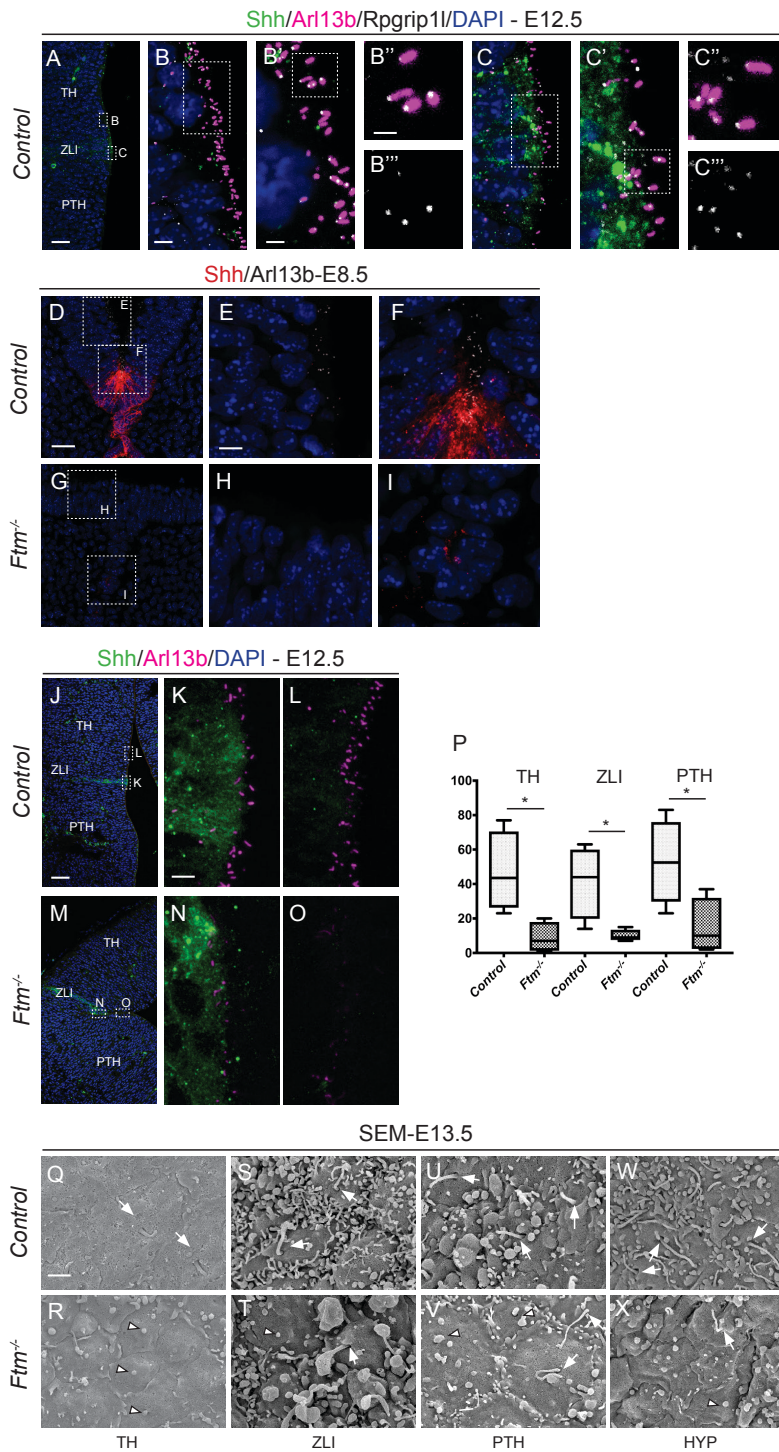 Shh/Arl13b/Rpgrip1l/DAPI - E12.5
Control
A
TH
B
ZLI
C
PTH
B
B'
B''
B'''
C
C'
C''
C'''
Shh/Arl13b-E8.5
Control
D
E
F
E
F
Ftm-/-
G
H
I
H
I
Shh/Arl13b/DAPI - E12.5
Control
J
TH
L
ZLI
K
PTH
K
L
Ftm-/-
M
TH
ZLI
N
O
PTH
N
O
P
TH
ZLI
PTH
*
*
*
100
80
60
40
20
0
Control
Ftm-/-
Control
Ftm-/-
Control
Ftm-/-
SEM-E13.5
Control
Q
S
U
W
Ftm-/-
R
T
V
X
TH
ZLI
PTH
HYP